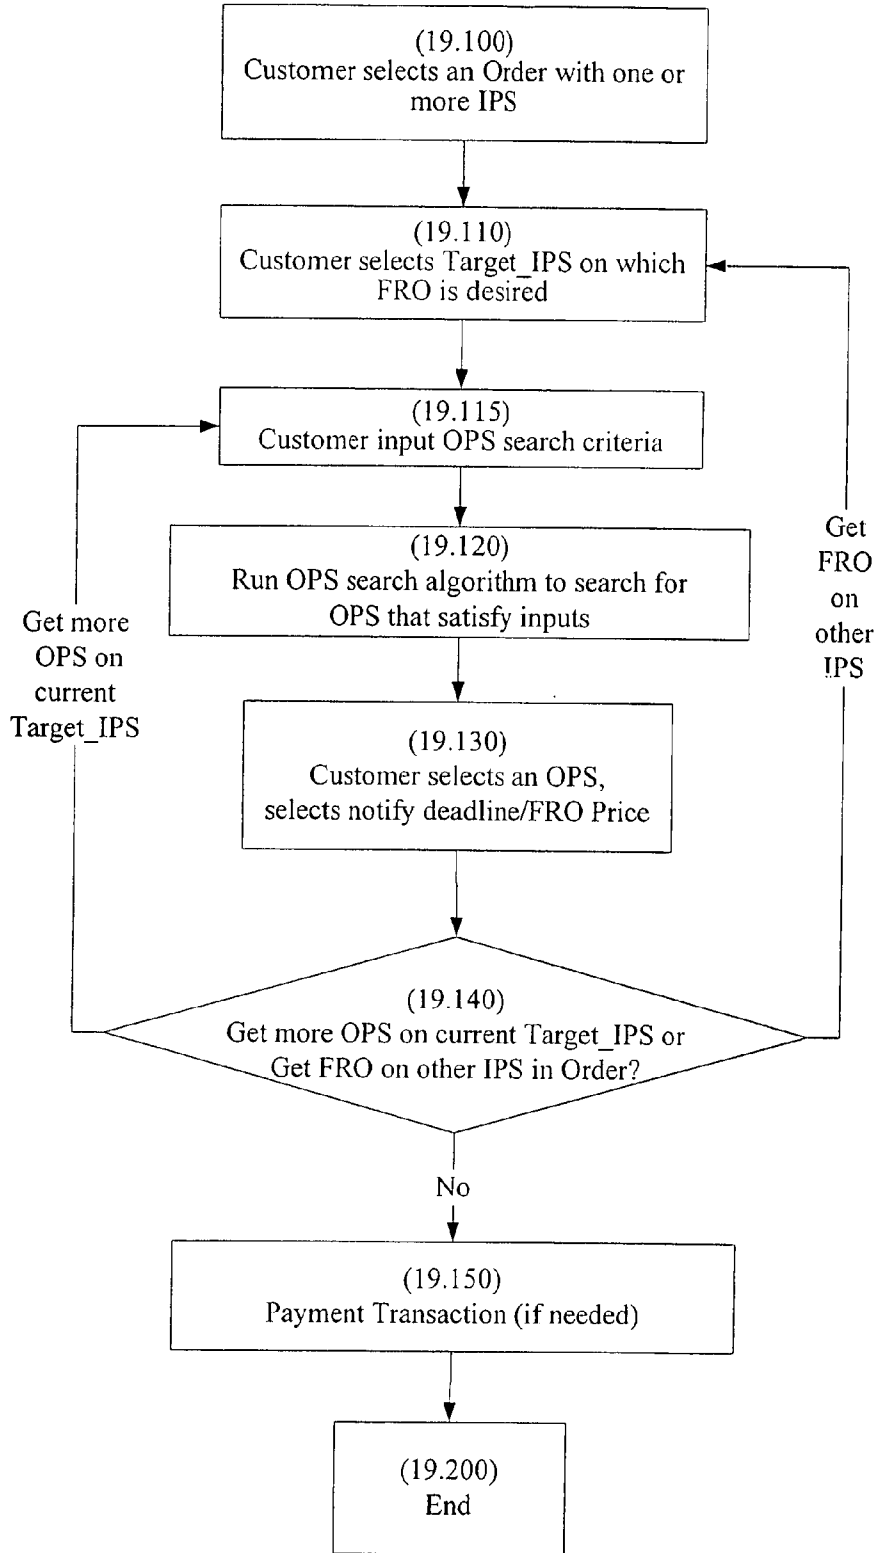 (19.100)
Customer selects an Order with one or
more IPS
(19.110)
Customer selects Target_IPS on which
FRO is desired
(19.115)
Customer input OPS search criteria
(19.120)
Run OPS search algorithm to search for
OPS that satisfy inputs
Get more
OPS on
current
Target_IPS
Get
FRO
on
other
IPS
(19.130)
Customer selects an OPS,
selects notify deadline/FRO Price
(19.140)
Get more OPS on current Target_IPS or
Get FRO on other IPS in Order?
No
(19.150)
Payment Transaction (if needed)
(19.200)
End